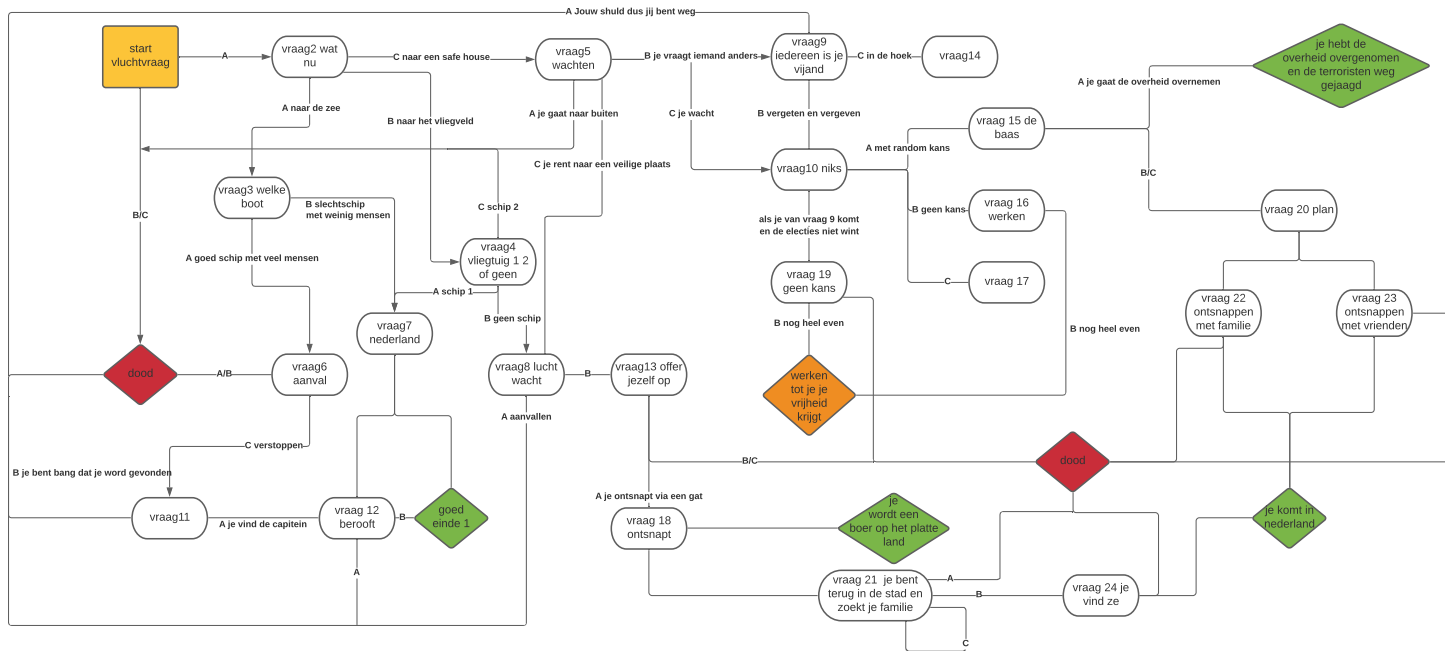 A Jouw shuld dus jij bent weg
start
vluchtvraag
A
vraag2 wat
nu
C naar een safe house
vraag5
wachten
B je vraagt iemand anders
vraag9
iedereen is je
vijand
C in de hoek
vraag14
je hebt de
overheid overgenomen
en de terroristen weg
gejaagd
A je gaat de overheid overnemen
A naar de zee
B naar het vliegveld
A je gaat naar buiten
C je wacht
B vergeten en vergeven
vraag 15 de
baas
A met random kans
C je rent naar een veilige plaats
vraag10 niks
B/C
vraag3 welke
boot
B slechtschip
met weinig mensen
C schip 2
B/C
als je van vraag 9 komt
en de electies niet wint
B geen kans
vraag 16
werken
vraag 20 plan
A goed schip met veel mensen
vraag4
vliegtuig 1 2
of geen
vraag 19
geen kans
C
vraag 17
A schip 1
B geen schip
vraag7
nederland
B nog heel even
B nog heel even
vraag 22
ontsnappen
met familie
vraag 23
ontsnappen
met vrienden
dood
A/B
vraag6
aanval
vraag8 lucht
wacht
B
vraag13 offer
jezelf op
werken
tot je je
vrijheid
krijgt
A aanvallen
C verstoppen
B je bent bang dat je word gevonden
B/C
dood
A je ontsnapt via een gat
vraag11
A je vind de capitein
vraag 12
berooft
B
goed
einde 1
vraag 18
ontsnapt
je
wordt een
boer op het platte
land
je komt in
nederland
A
vraag 21 je bent
terug in de stad en
zoekt je familie
A
B
vraag 24 je
vind ze
C